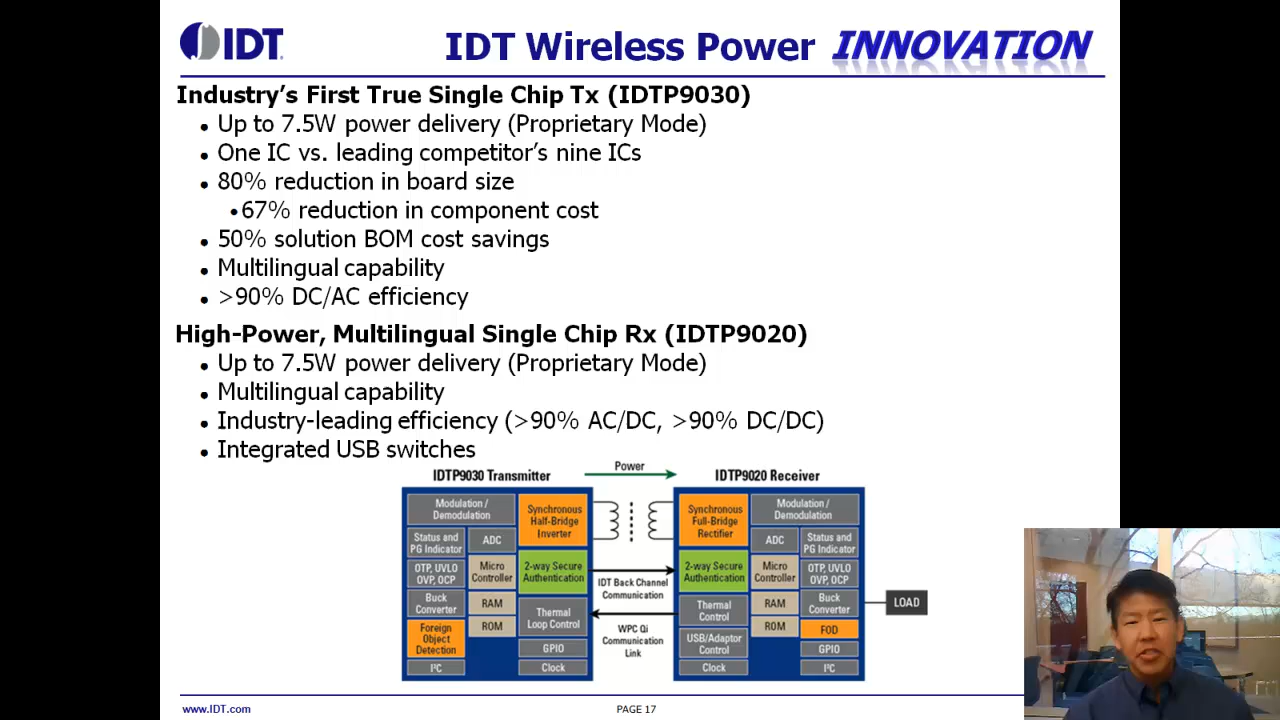 IDT
IDT Wireless Power INNOVATION
Industry's First True Single Chip Tx (IDTP9030)
• Up to 7.5W power delivery (Proprietary Mode)
• One IC vs. leading competitor's nine ICs
• 80% reduction in board size
• 67% reduction in component cost
• 50% solution BOM cost savings
• Multilingual capability
• >90% DC/AC efficiency
High-Power, Multilingual Single Chip Rx (IDTP9020)
• Up to 7.5W power delivery (Proprietary Mode)
• Multilingual capability
• Industry-leading efficiency (>90% AC/DC, >90% DC/DC)
• Integrated USB switches
IDTP9030 Transmitter
Modulation /
Demodulation
Synchronous
Half-Bridge
Inverter
Status and
PG Indicator
ADC
OTP, UVLO
OVP, OCP
Micro
Controller
2-way Secure
Authentication
Buck
Converter
RAM
Thermal
Loop Control
Foreign
Object
Detection
ROM
GPIO
I²C
Clock
Power
IDT Back Channel
Communication
WPC Qi
Communication
Link
IDTP9020 Receiver
Synchronous
Full-Bridge
Rectifier
Modulation /
Demodulation
ADC
Status and
PG Indicator
2-way Secure
Authentication
Micro
Controller
OTP, UVLO
OVP, OCP
Thermal
Control
RAM
Buck
Converter
USB/Adaptor
Control
ROM
FOD
GPIO
Clock
I²C
LOAD
www.IDT.com
PAGE 17